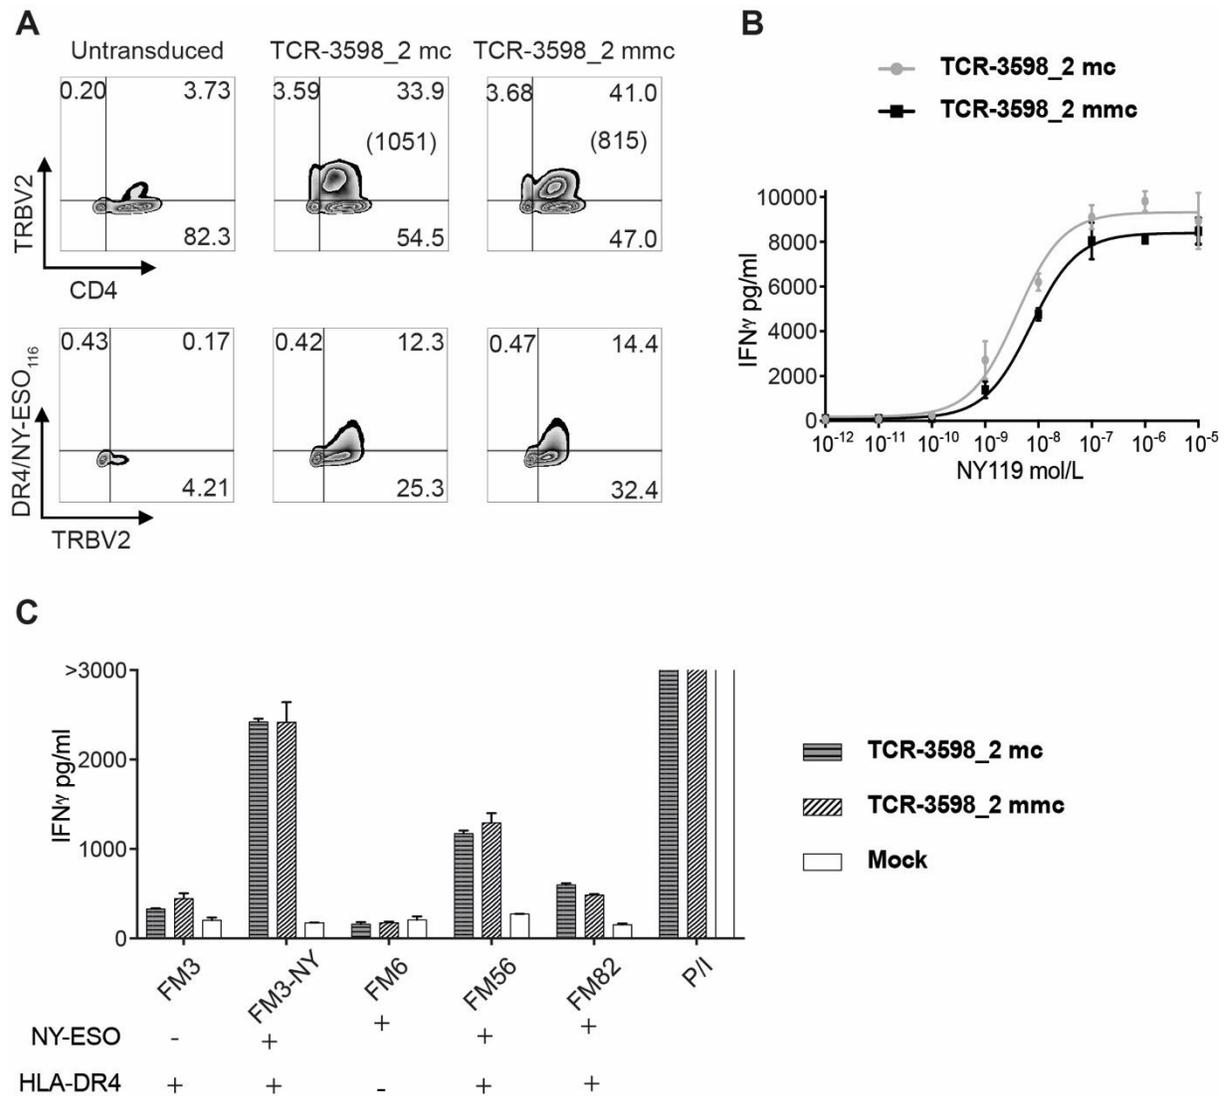 A
Untransduced TCR-3598_2 mc TCR-3598_2 mmc
0.20 3.73 3.59 33.9 3.68 41.0
(1051) (815)
TRBV2
82.3 54.5 47.0
CD4
0.43 0.17 0.42 12.3 0.47 14.4
DR4/NY-ESO116
4.21 25.3 32.4
TRBV2
B
TCR-3598_2 mc
TCR-3598_2 mmc
10000
8000
6000
4000
2000
0
IFNγ pg/ml
10-12 10-11 10-10 10-9 10-8 10-7 10-6 10-5
NY119 mol/L
C
>3000
2000
1000
0
IFNγ pg/ml
TCR-3598_2 mc
TCR-3598_2 mmc
Mock
FM3 FM3-NY FM6 FM56 FM82 P/I
NY-ESO - + + + +
HLA-DR4 + + - + +